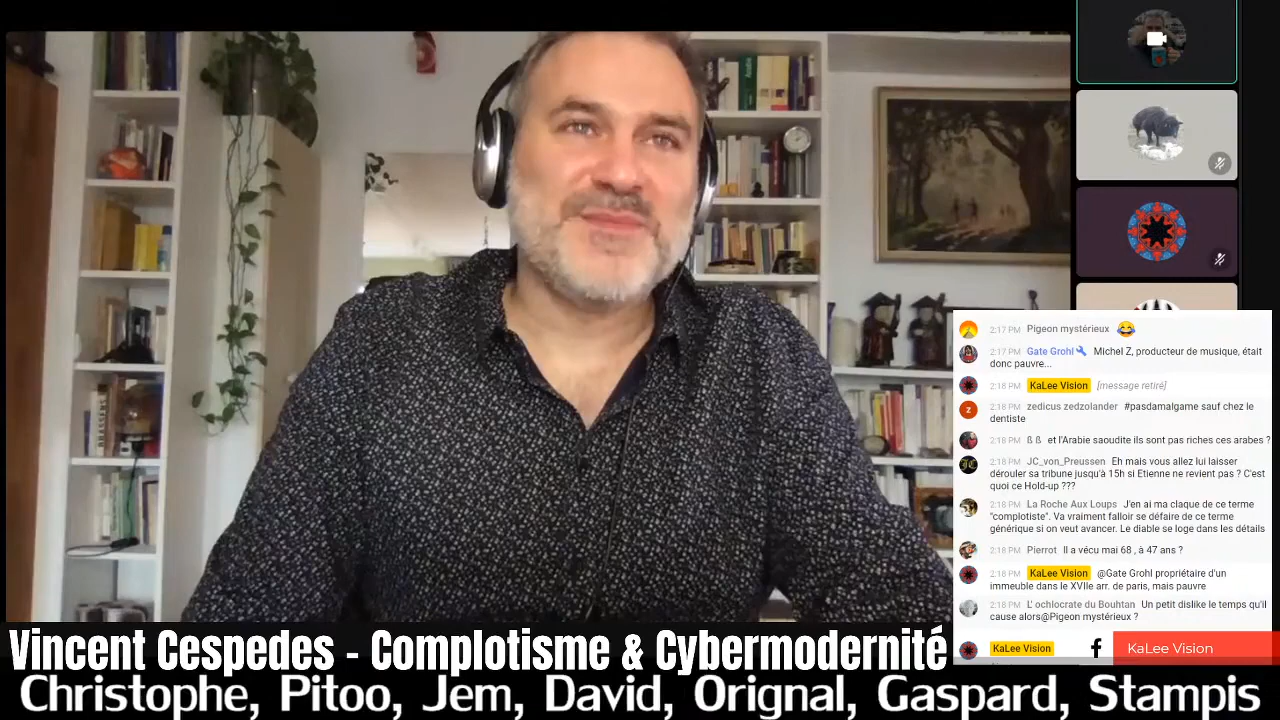 2:17 PM Pigeon mystérieux 😂
2:17 PM Gate Grohl Michel Z, producteur de musique, était
donc pauvre...
2:18 PM KaLee Vision [message retiré]
2:18 PM zedicus zedzolander #pasdamalgame sauf chez le
dentiste
2:18 PM ß ß et l'Arabie saoudite ils sont pas riches ces arabes ?
2:18 PM JC_von_Preussen Eh mais vous allez lui laisser
dérouler sa tribune jusqu'à 15h si Etienne ne revient pas ? C'est
quoi ce Hold-up ???
2:18 PM La Roche Aux Loups J'en ai ma claque de ce terme
"complotiste". Va vraiment falloir se défaire de ce terme
générique si on veut avancer. Le diable se loge dans les détails
2:18 PM Pierrot Il a vécu mai 68 , à 47 ans ?
2:18 PM KaLee Vision @Gate Grohl propriétaire d'un
immeuble dans le XVIIe arr. de paris, mais pauvre
2:18 PM L' ochlocrate du Bouhtan Un petit dislike le temps qu'il
cause alors@Pigeon mystérieux ?
KaLee Vision
KaLee Vision
Vincent Cespedes - Complotisme & Cybermodernité
Christophe, Pitoo, Jem, David, Orignal, Gaspard, Stampis